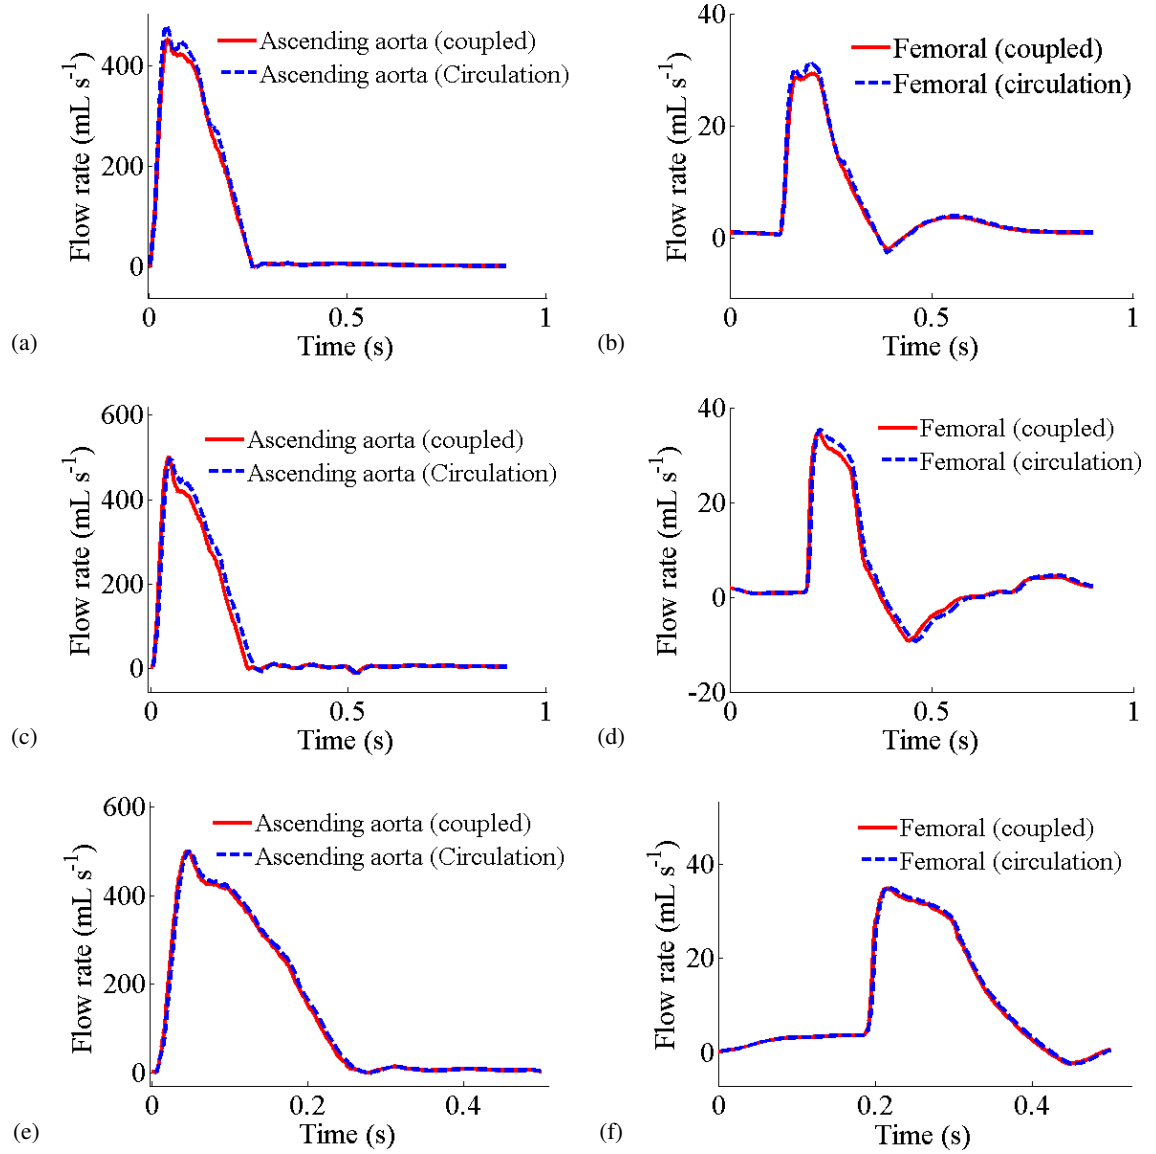 Flow rate (mL s⁻¹)
400
200
0
Ascending aorta (coupled)
Ascending aorta (Circulation)
0 0.5 1
Time (s)
(a)
Flow rate (mL s⁻¹)
40
20
0
Femoral (coupled)
Femoral (circulation)
0 0.5 1
Time (s)
(b)
Flow rate (mL s⁻¹)
600
400
200
0
Ascending aorta (coupled)
Ascending aorta (Circulation)
0 0.5 1
Time (s)
(c)
Flow rate (mL s⁻¹)
40
20
0
-20
Femoral (coupled)
Femoral (circulation)
0 0.5 1
Time (s)
(d)
Flow rate (mL s⁻¹)
600
400
200
0
Ascending aorta (coupled)
Ascending aorta (Circulation)
0 0.2 0.4
Time (s)
(e)
Flow rate (mL s⁻¹)
40
20
0
Femoral (coupled)
Femoral (circulation)
0 0.2 0.4
Time (s)
(f)